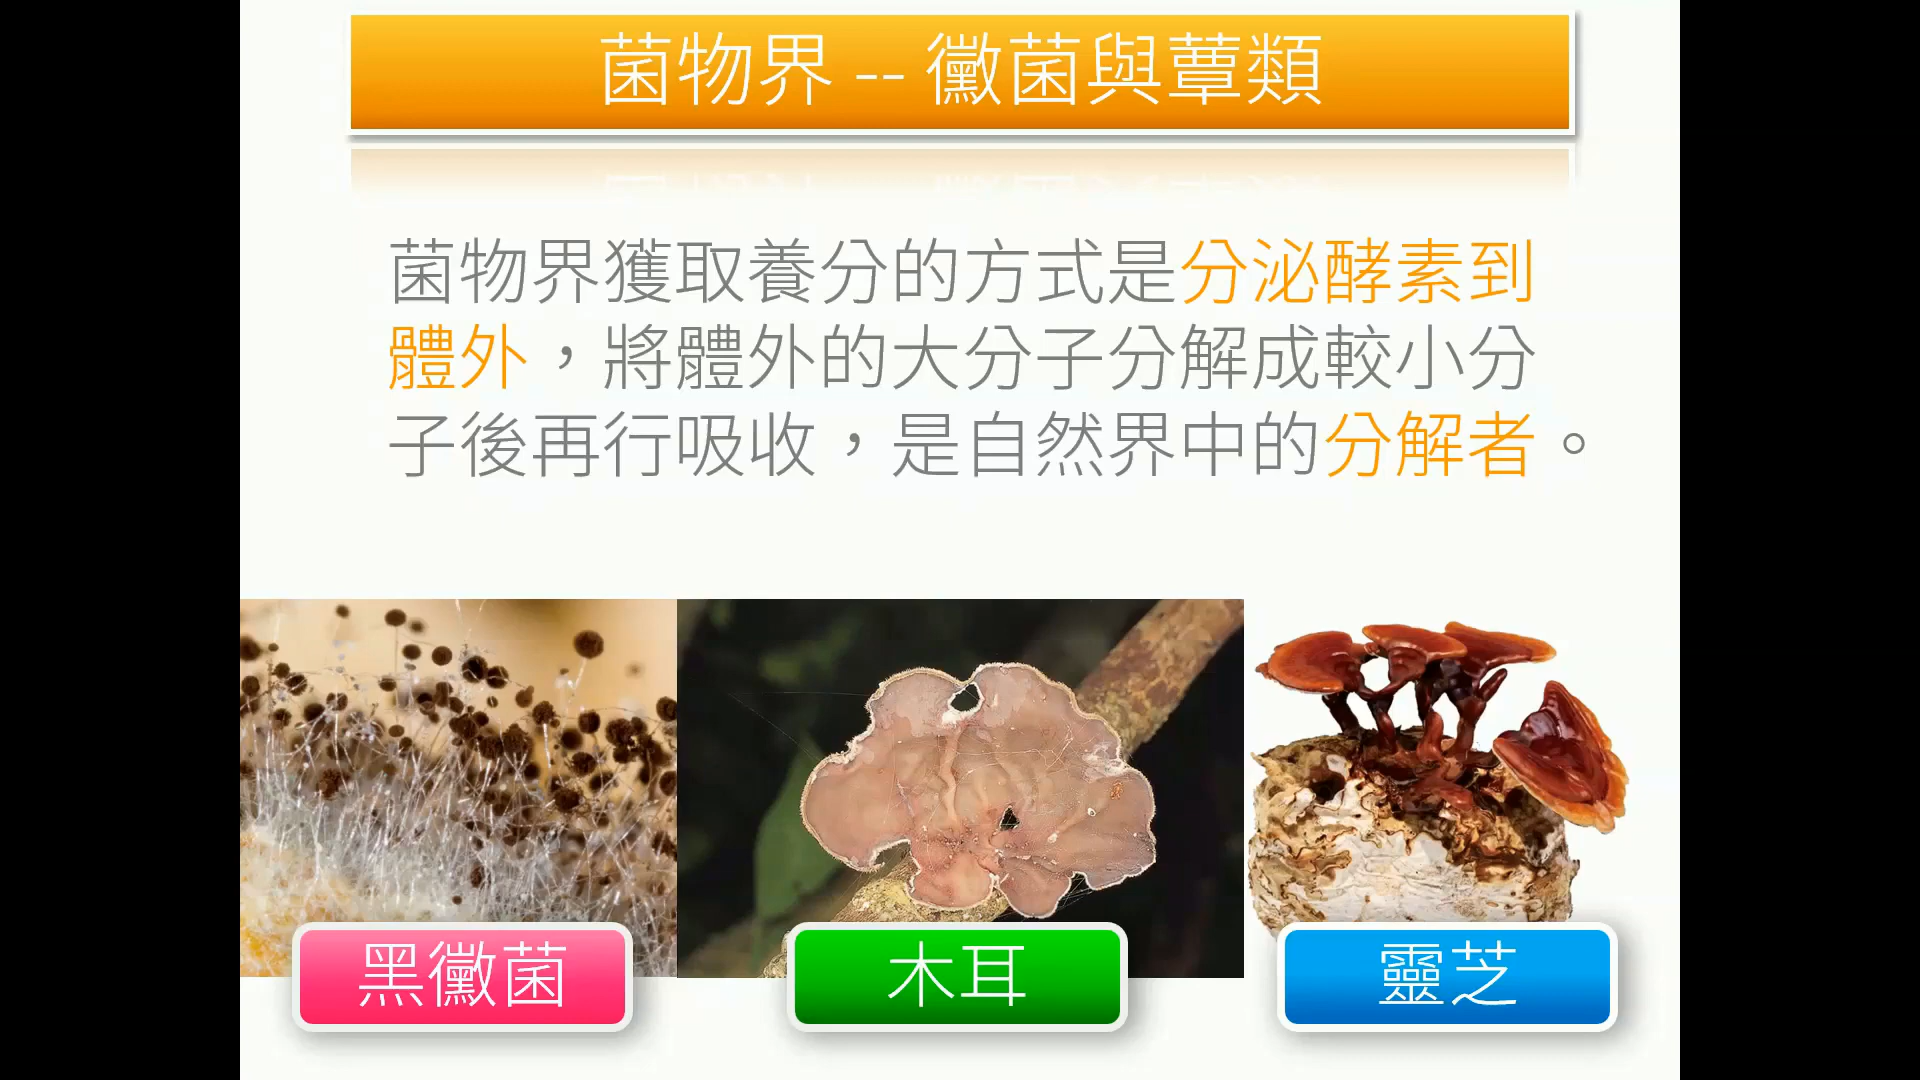 菌物界 -- 黴菌與蕈類
菌物界獲取養分的方式是分泌酵素到
體外，將體外的大分子分解成較小分
子後再行吸收，是自然界中的分解者。
黑黴菌
木耳
靈芝